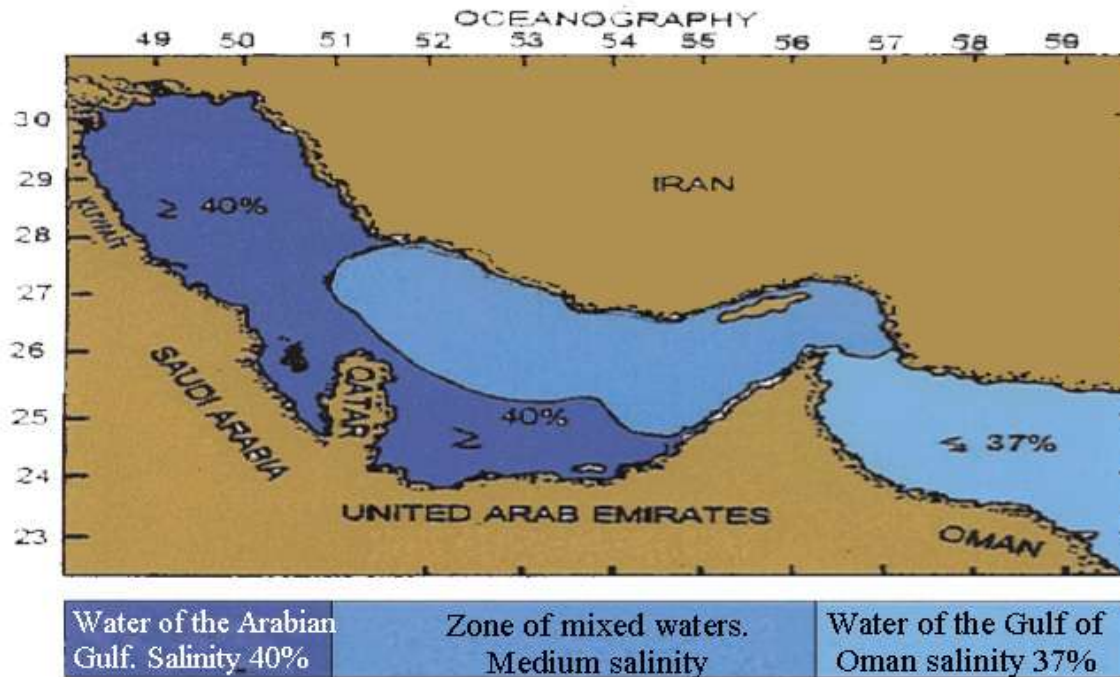 OCEANOGRAPHY
49 50 51 52 53 54 55 56 57 58 59
30
29
28
27
26
25
24
23
IRAN
≥ 40%
KUWAIT
SAUDI ARABIA
QATAR
40%
≥
≤ 37%
UNITED ARAB EMIRATES
OMAN
Water of the Arabian
Gulf. Salinity 40%
Zone of mixed waters.
Medium salinity
Water of the Gulf of
Oman salinity 37%